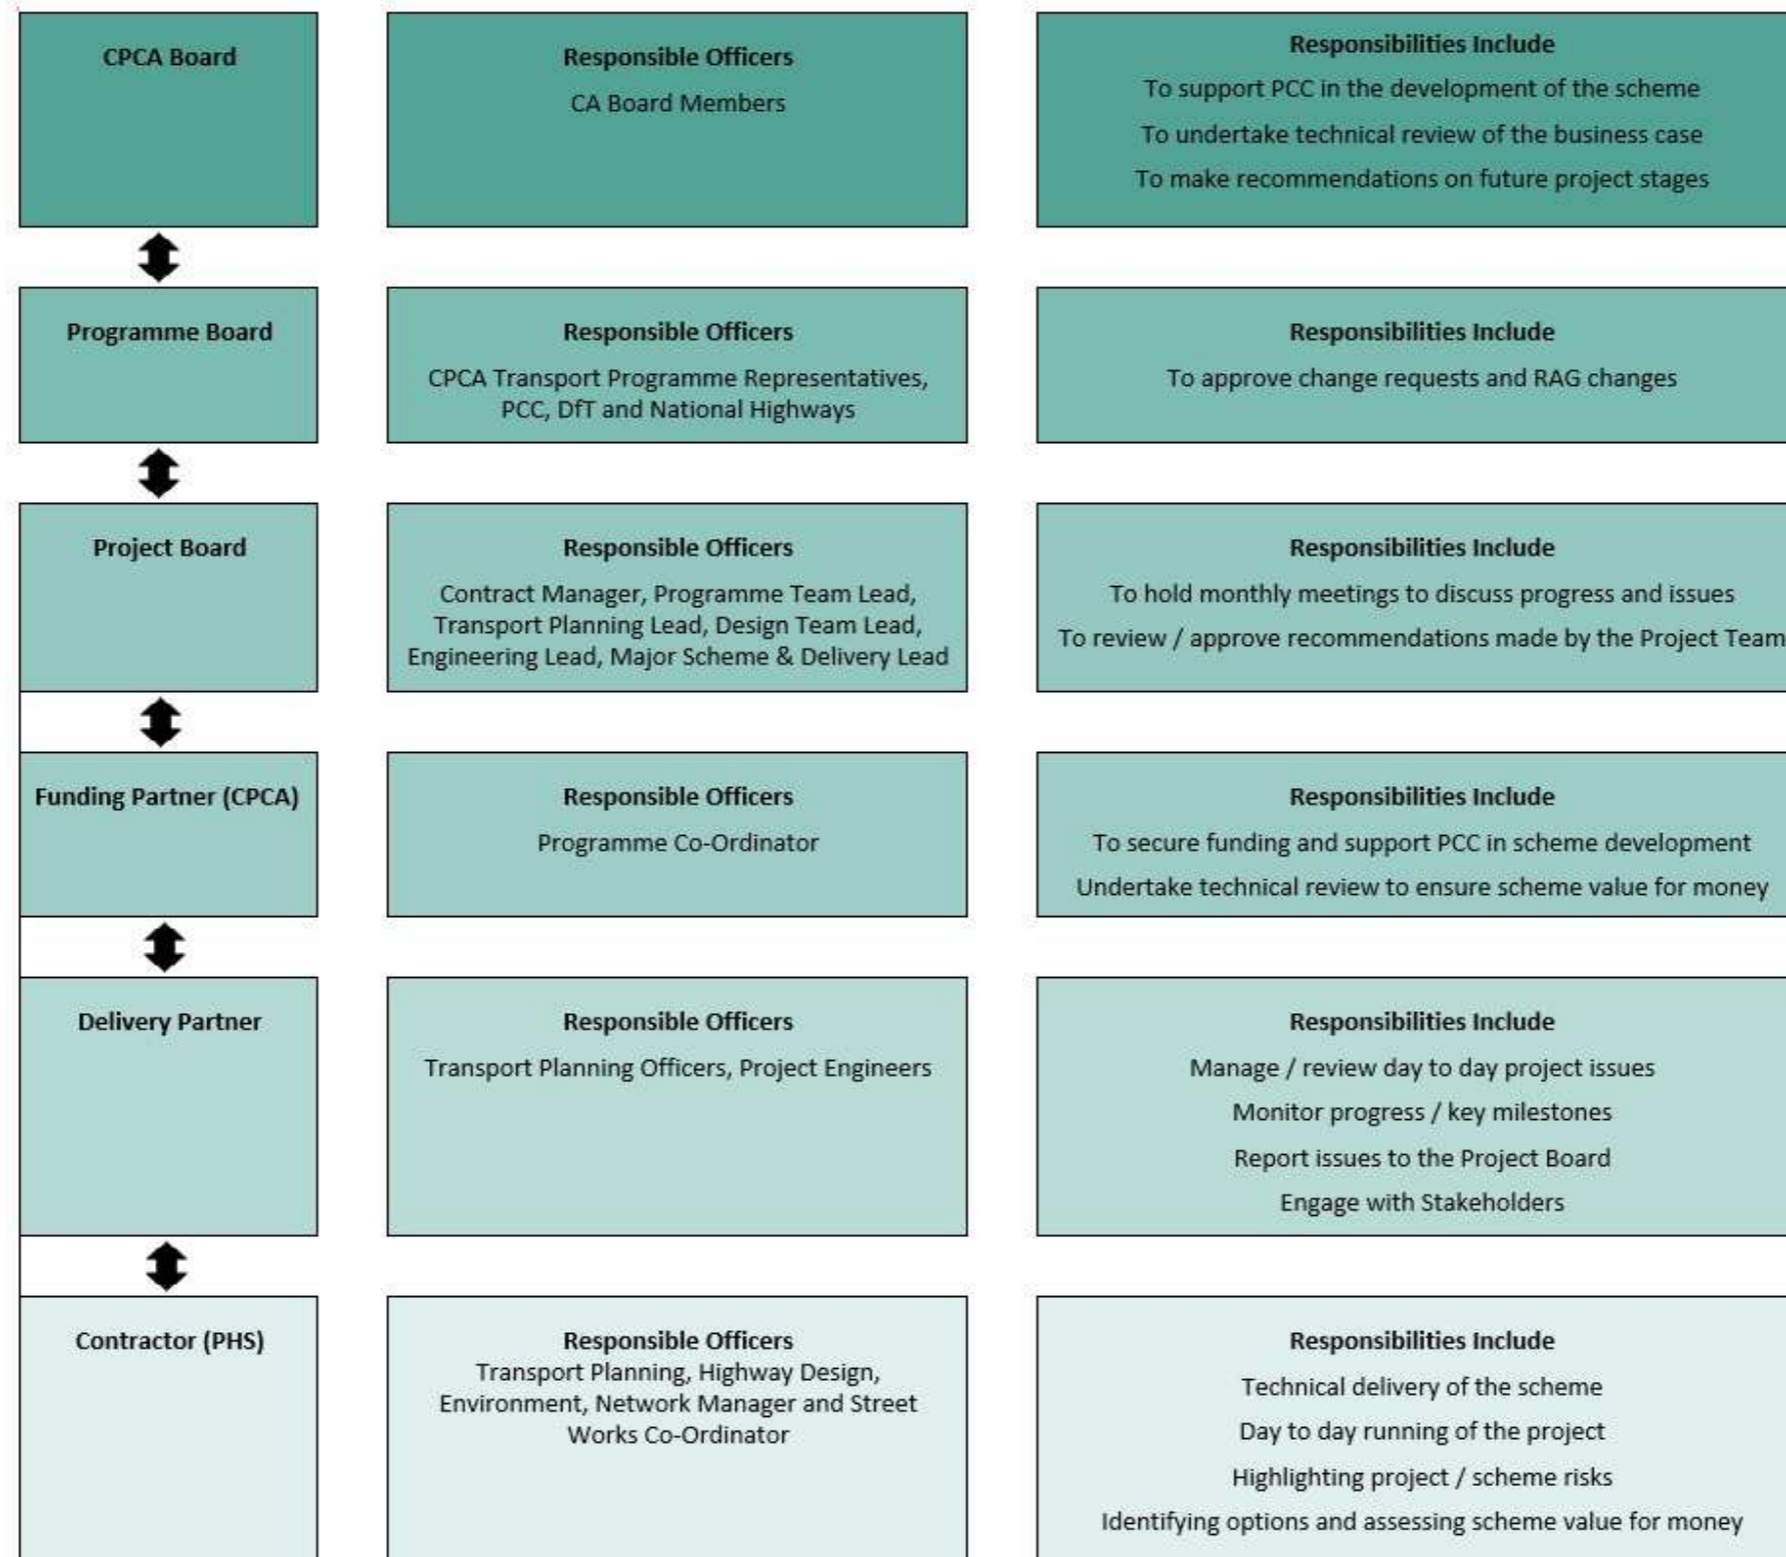 CPCA Board
Responsible Officers
CA Board Members
Responsibilities Include
To support PCC in the development of the scheme
To undertake technical review of the business case
To make recommendations on future project stages
Programme Board
Responsible Officers
CPCA Transport Programme Representatives,
PCC, DfT and National Highways
Responsibilities Include
To approve change requests and RAG changes
Project Board
Responsible Officers
Contract Manager, Programme Team Lead,
Transport Planning Lead, Design Team Lead,
Engineering Lead, Major Scheme & Delivery Lead
Responsibilities Include
To hold monthly meetings to discuss progress and issues
To review / approve recommendations made by the Project Team
Funding Partner (CPCA)
Responsible Officers
Programme Co-Ordinator
Responsibilities Include
To secure funding and support PCC in scheme development
Undertake technical review to ensure scheme value for money
Delivery Partner
Responsible Officers
Transport Planning Officers, Project Engineers
Responsibilities Include
Manage / review day to day project issues
Monitor progress / key milestones
Report issues to the Project Board
Engage with Stakeholders
Contractor (PHS)
Responsible Officers
Transport Planning, Highway Design,
Environment, Network Manager and Street
Works Co-Ordinator
Responsibilities Include
Technical delivery of the scheme
Day to day running of the project
Highlighting project / scheme risks
Identifying options and assessing scheme value for money